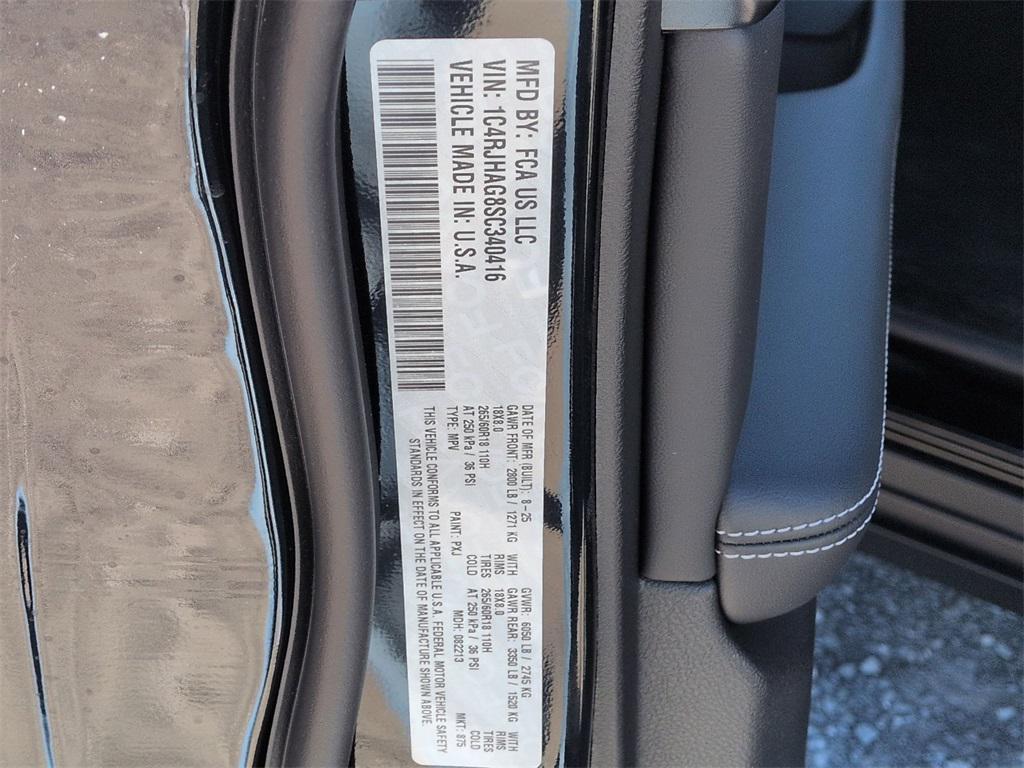 MFD BY: FCA US LLC
VIN: 1C4RJHAG8SC340416
VEHICLE MADE IN: U.S.A.
DATE OF MFR (BUILT): 8-25 GVWR: 6050 LB / 2745 KG
GAWR FRONT: 2800 LB / 1271 KG WITH GAWR REAR: 3350 LB / 1520 KG WITH
18X8.0 RIMS 18X8.0 RIMS
265/60R18 110H TIRES 265/60R18 110H TIRES
AT 250 kPa / 36 PSI COLD AT 250 kPa / 36 PSI COLD
TYPE: MPV PAINT: PXJ MDH: 082213 MKT: 875
THIS VEHICLE CONFORMS TO ALL APPLICABLE U.S.A. FEDERAL MOTOR VEHICLE SAFETY
STANDARDS IN EFFECT ON THE DATE OF MANUFACTURE SHOWN ABOVE.